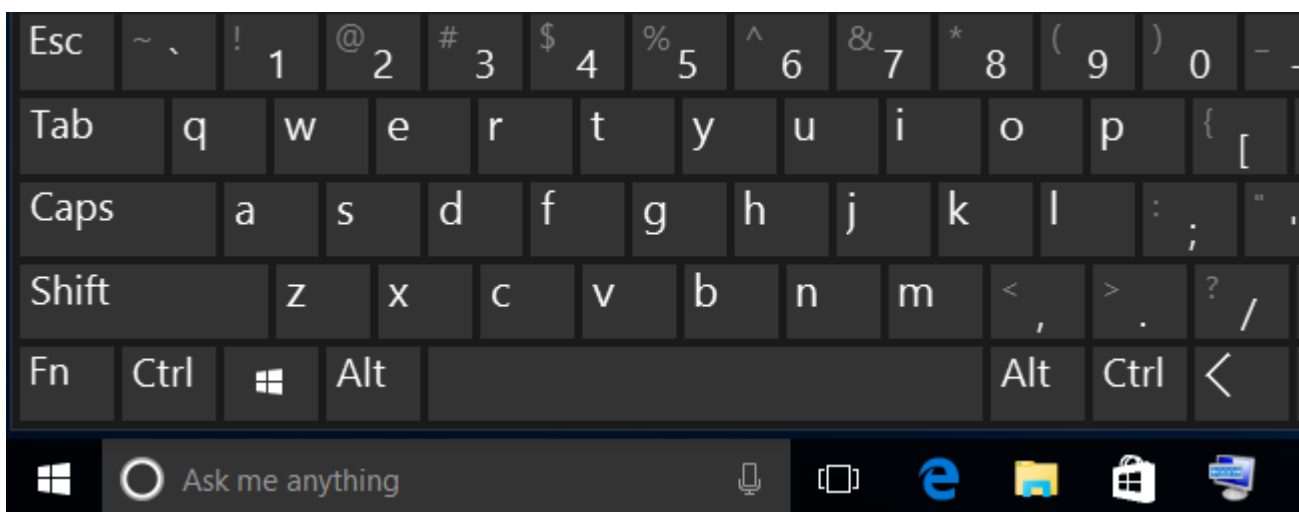 Esc ~ ` ! 1 @ 2 # 3 $ 4 % 5 ^ 6 & 7 * 8 ( 9 ) 0 _ -
Tab q w e r t y u i o p { [
Caps a s d f g h j k l : ; " '
Shift z x c v b n m < , > . ? /
Fn Ctrl Alt Alt Ctrl
Ask me anything